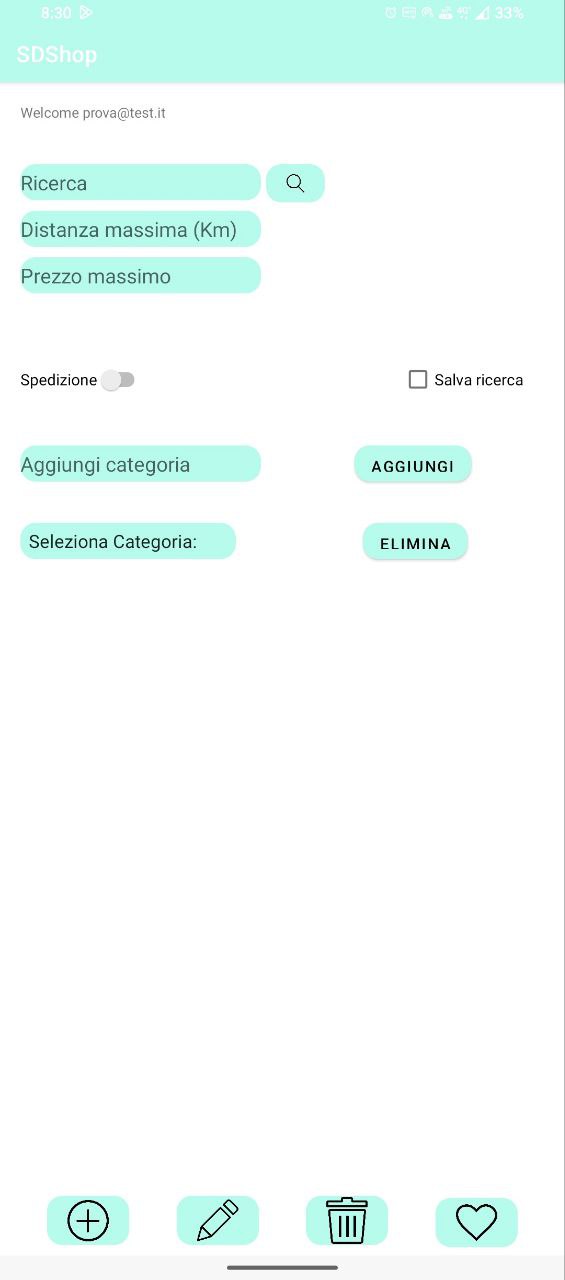 8:30 33%
SDShop
Welcome prova@test.it
Ricerca
Distanza massima (Km)
Prezzo massimo
Spedizione Salva ricerca
Aggiungi categoria AGGIUNGI
Seleziona Categoria: ELIMINA